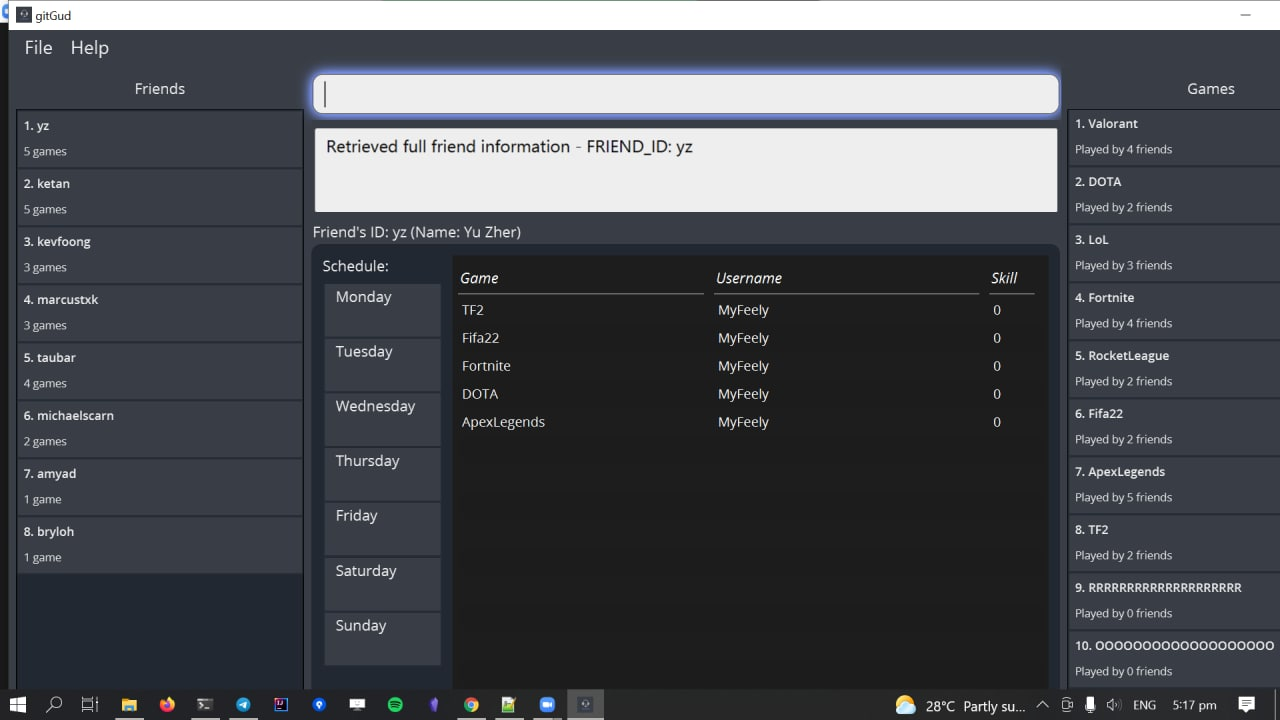 gitGud
File Help
Friends
1. yz
5 games
2. ketan
5 games
3. kevfoong
3 games
4. marcustxk
3 games
5. taubar
4 games
6. michaelscarn
2 games
7. amyad
1 game
8. bryloh
1 game
Retrieved full friend information - FRIEND_ID: yz
Friend's ID: yz (Name: Yu Zher)
Schedule:
Monday
Tuesday
Wednesday
Thursday
Friday
Saturday
Sunday
Game Username Skill
TF2 MyFeely 0
Fifa22 MyFeely 0
Fortnite MyFeely 0
DOTA MyFeely 0
ApexLegends MyFeely 0
Games
1. Valorant
Played by 4 friends
2. DOTA
Played by 2 friends
3. LoL
Played by 3 friends
4. Fortnite
Played by 4 friends
5. RocketLeague
Played by 2 friends
6. Fifa22
Played by 2 friends
7. ApexLegends
Played by 5 friends
8. TF2
Played by 2 friends
9. RRRRRRRRRRRRRRRRRRRR
Played by 0 friends
10. OOOOOOOOOOOOOOOOOOO
Played by 0 friends
28°C Partly su... ENG 5:17 pm